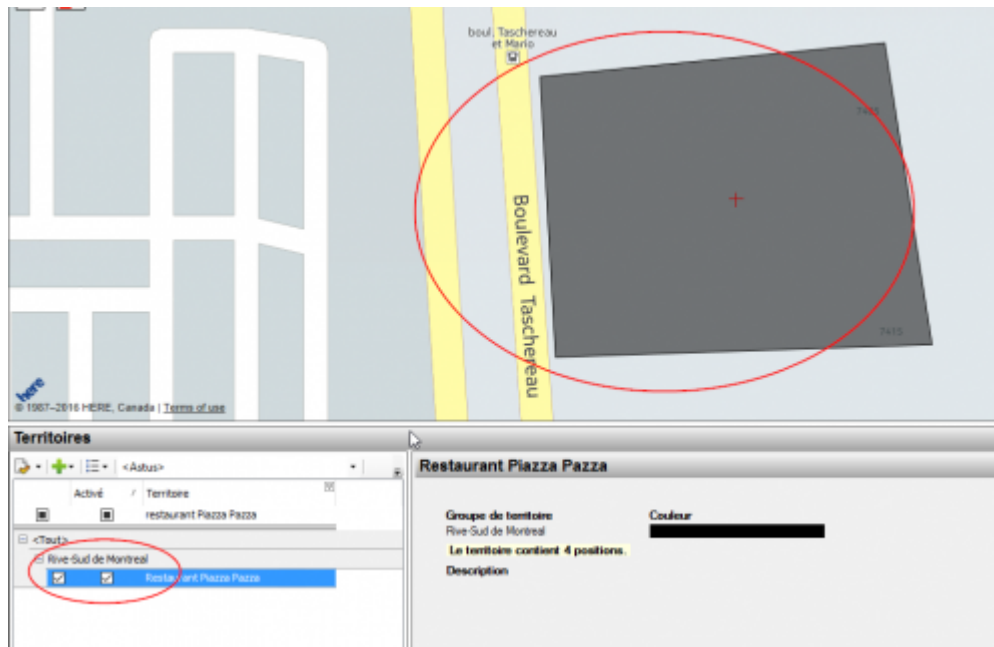 boul. Taschereau
et Mario
Boulevard Taschereau
7415
here
© 1987–2016 HERE, Canada | Terms of use
Territoires
<Astus>
Activé / Territoire
restaurant Piazza Pazza
<Tout>
Rive-Sud de Montreal
Restaurant Piazza Pazza
Restaurant Piazza Pazza
Groupe de territoire
Couleur
Rive-Sud de Montreal
Le territoire contient 4 positions.
Description